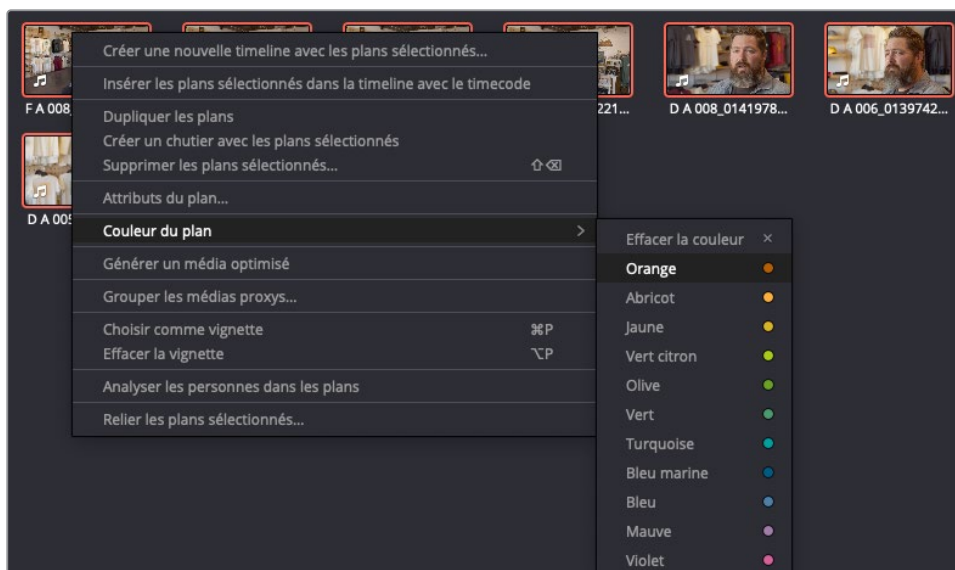 Créer une nouvelle timeline avec les plans sélectionnés...
Insérer les plans sélectionnés dans la timeline avec le timecode
F A 008
221...
D A 008_0141978...
D A 006_0139742...
Dupliquer les plans
Créer un chutier avec les plans sélectionnés
Supprimer les plans sélectionnés... ⇧⌫
Attributs du plan...
D A 005
Couleur du plan >
Effacer la couleur ×
Générer un média optimisé
Orange
Grouper les médias proxys...
Abricot
Choisir comme vignette ⌘P
Jaune
Effacer la vignette ⌥P
Vert citron
Analyser les personnes dans les plans
Olive
Relier les plans sélectionnés...
Vert
Turquoise
Bleu marine
Bleu
Mauve
Violet